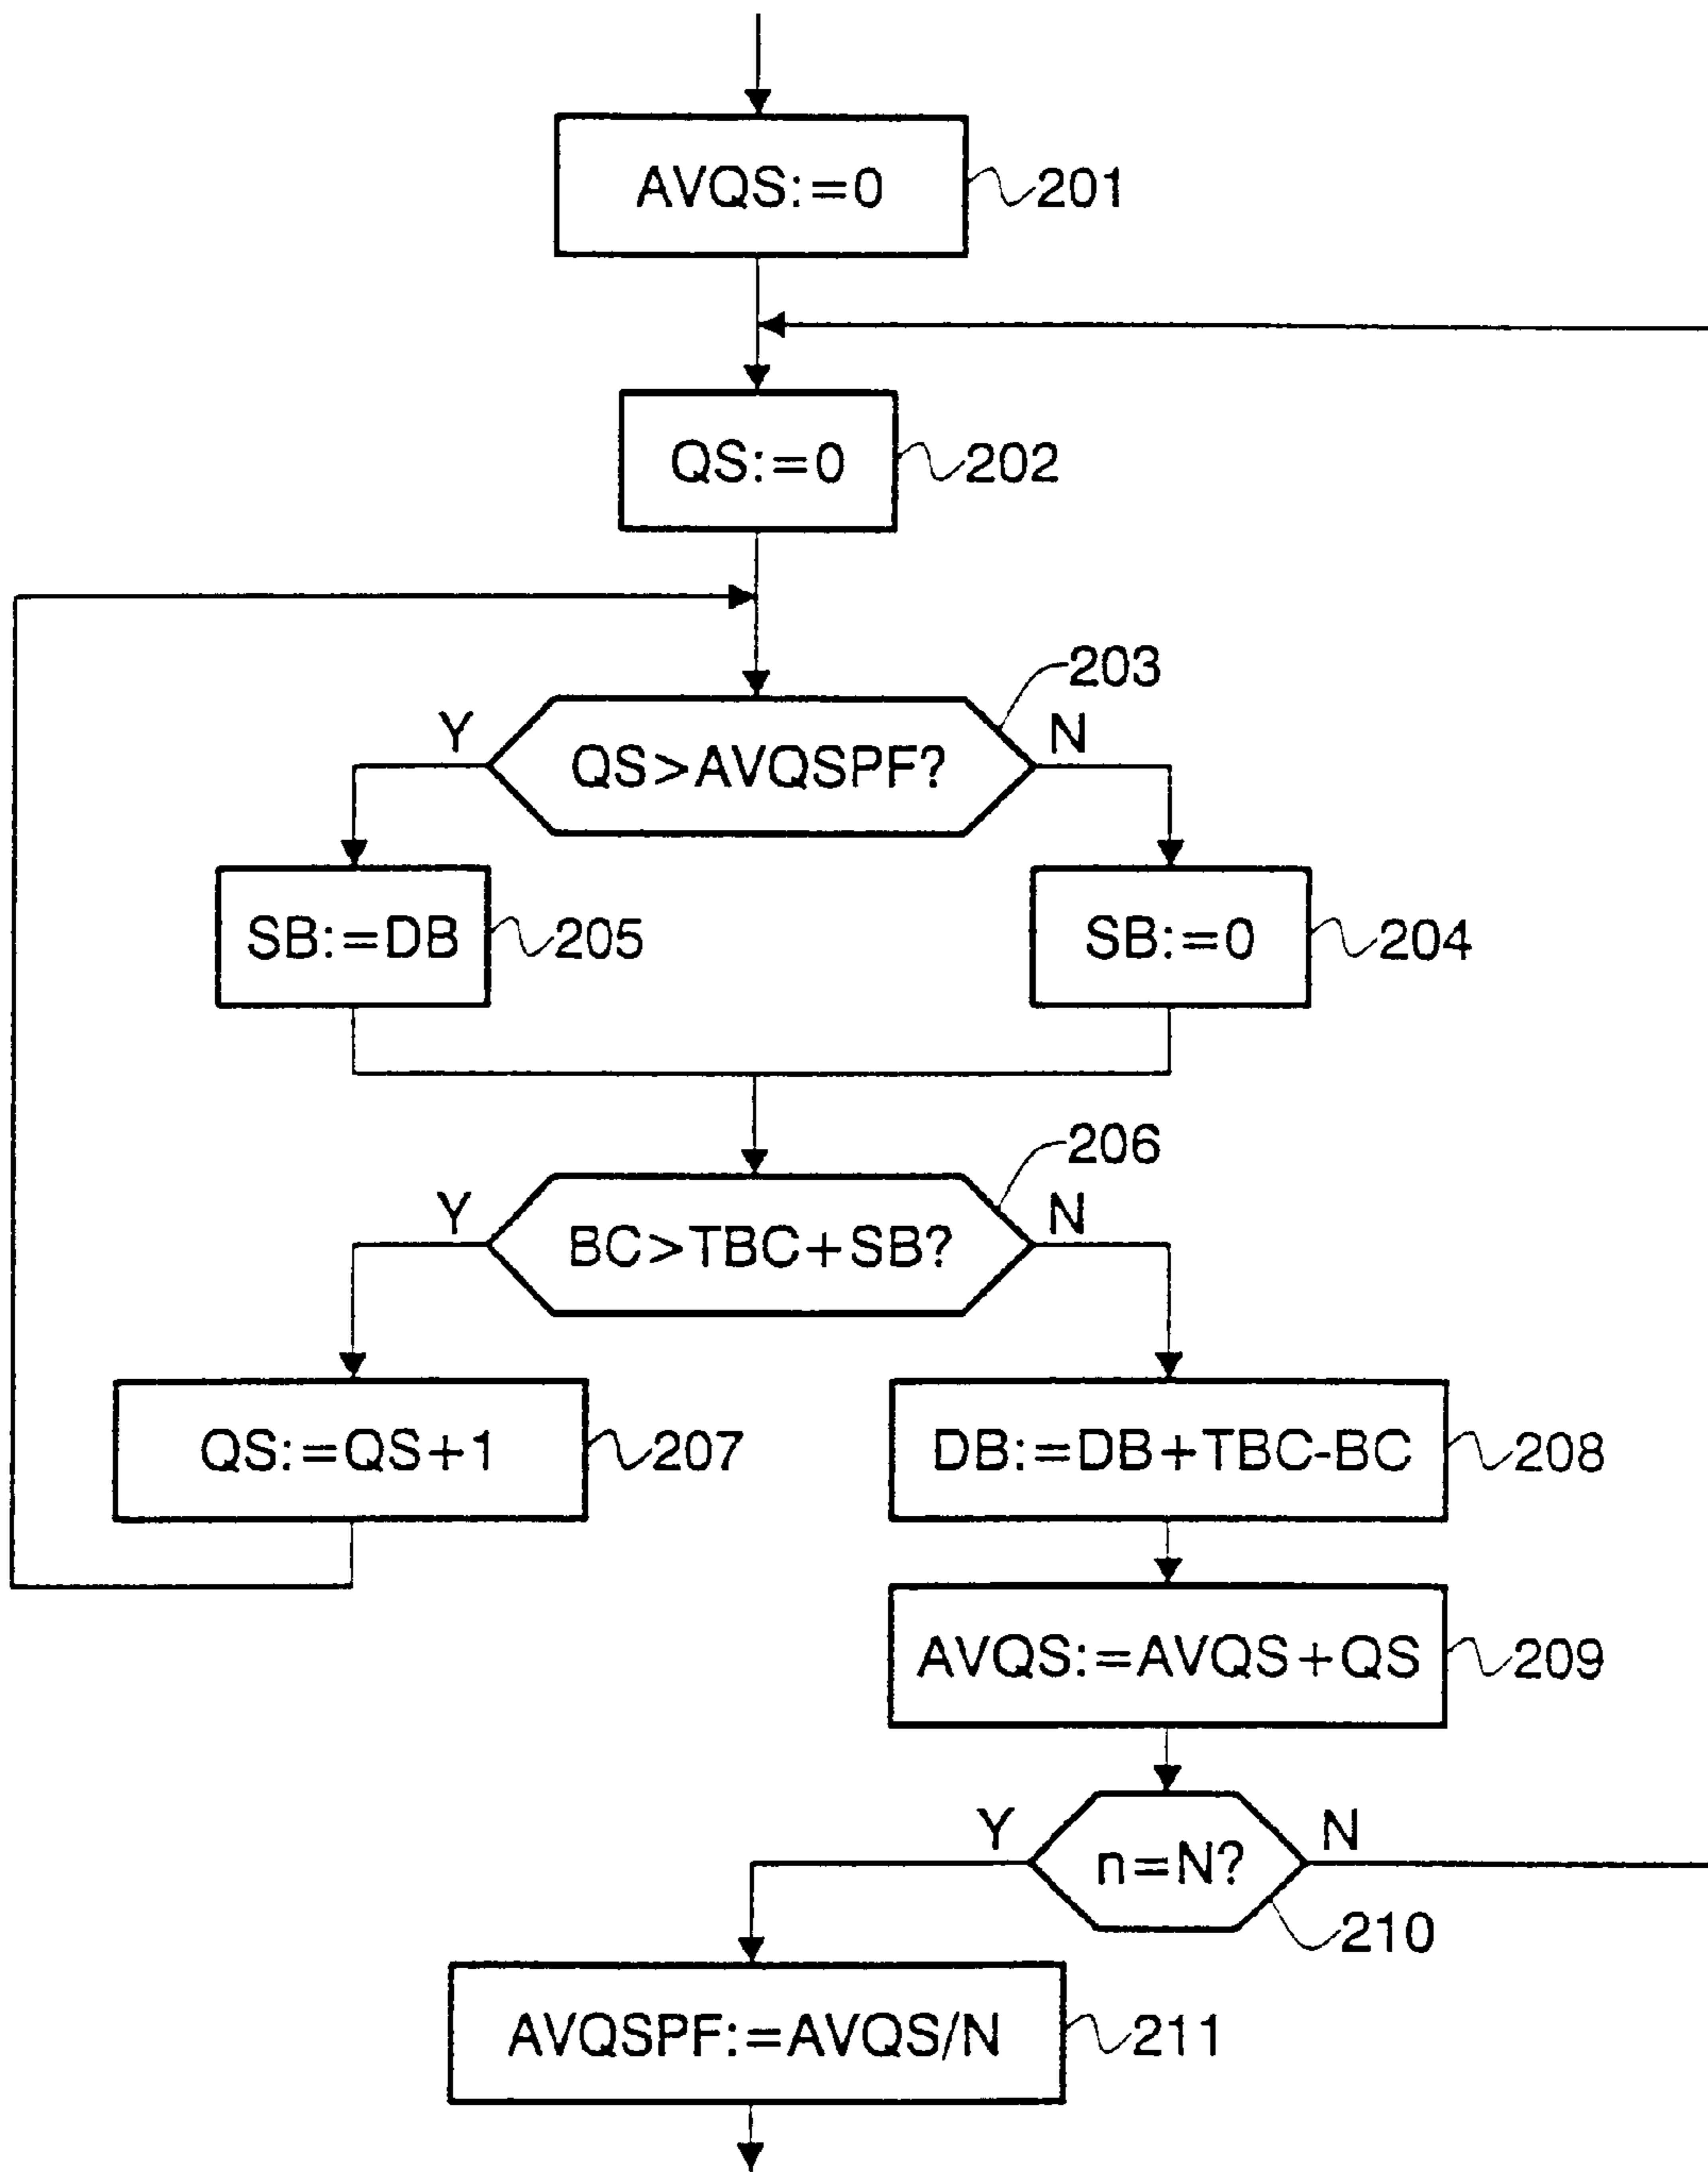 AVQS:=0
201
QS:=0
202
203
Y
N
QS>AVQSPF?
SB:=DB
205
SB:=0
204
206
Y
N
BC>TBC+SB?
QS:=QS+1
207
DB:=DB+TBC-BC
208
AVQS:=AVQS+QS
209
Y
N
n=N?
210
AVQSPF:=AVQS/N
211